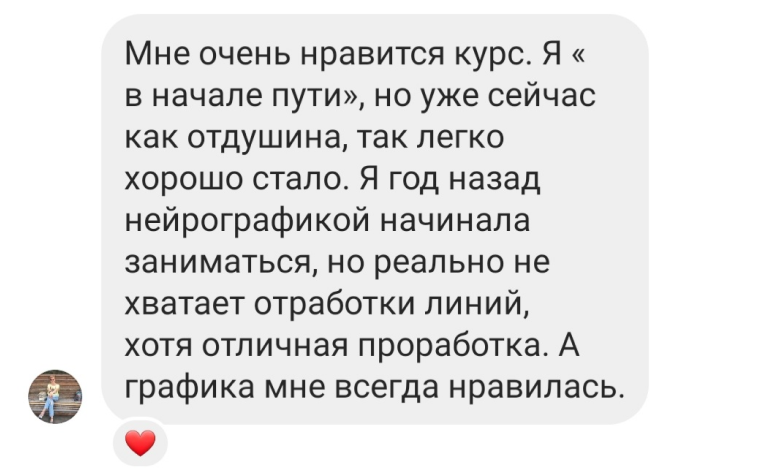 Мне очень нравится курс. Я «
в начале пути», но уже сейчас
как отдушина, так легко
хорошо стало. Я год назад
нейрографикой начинала
заниматься, но реально не
хватает отработки линий,
хотя отличная проработка. А
графика мне всегда нравилась.